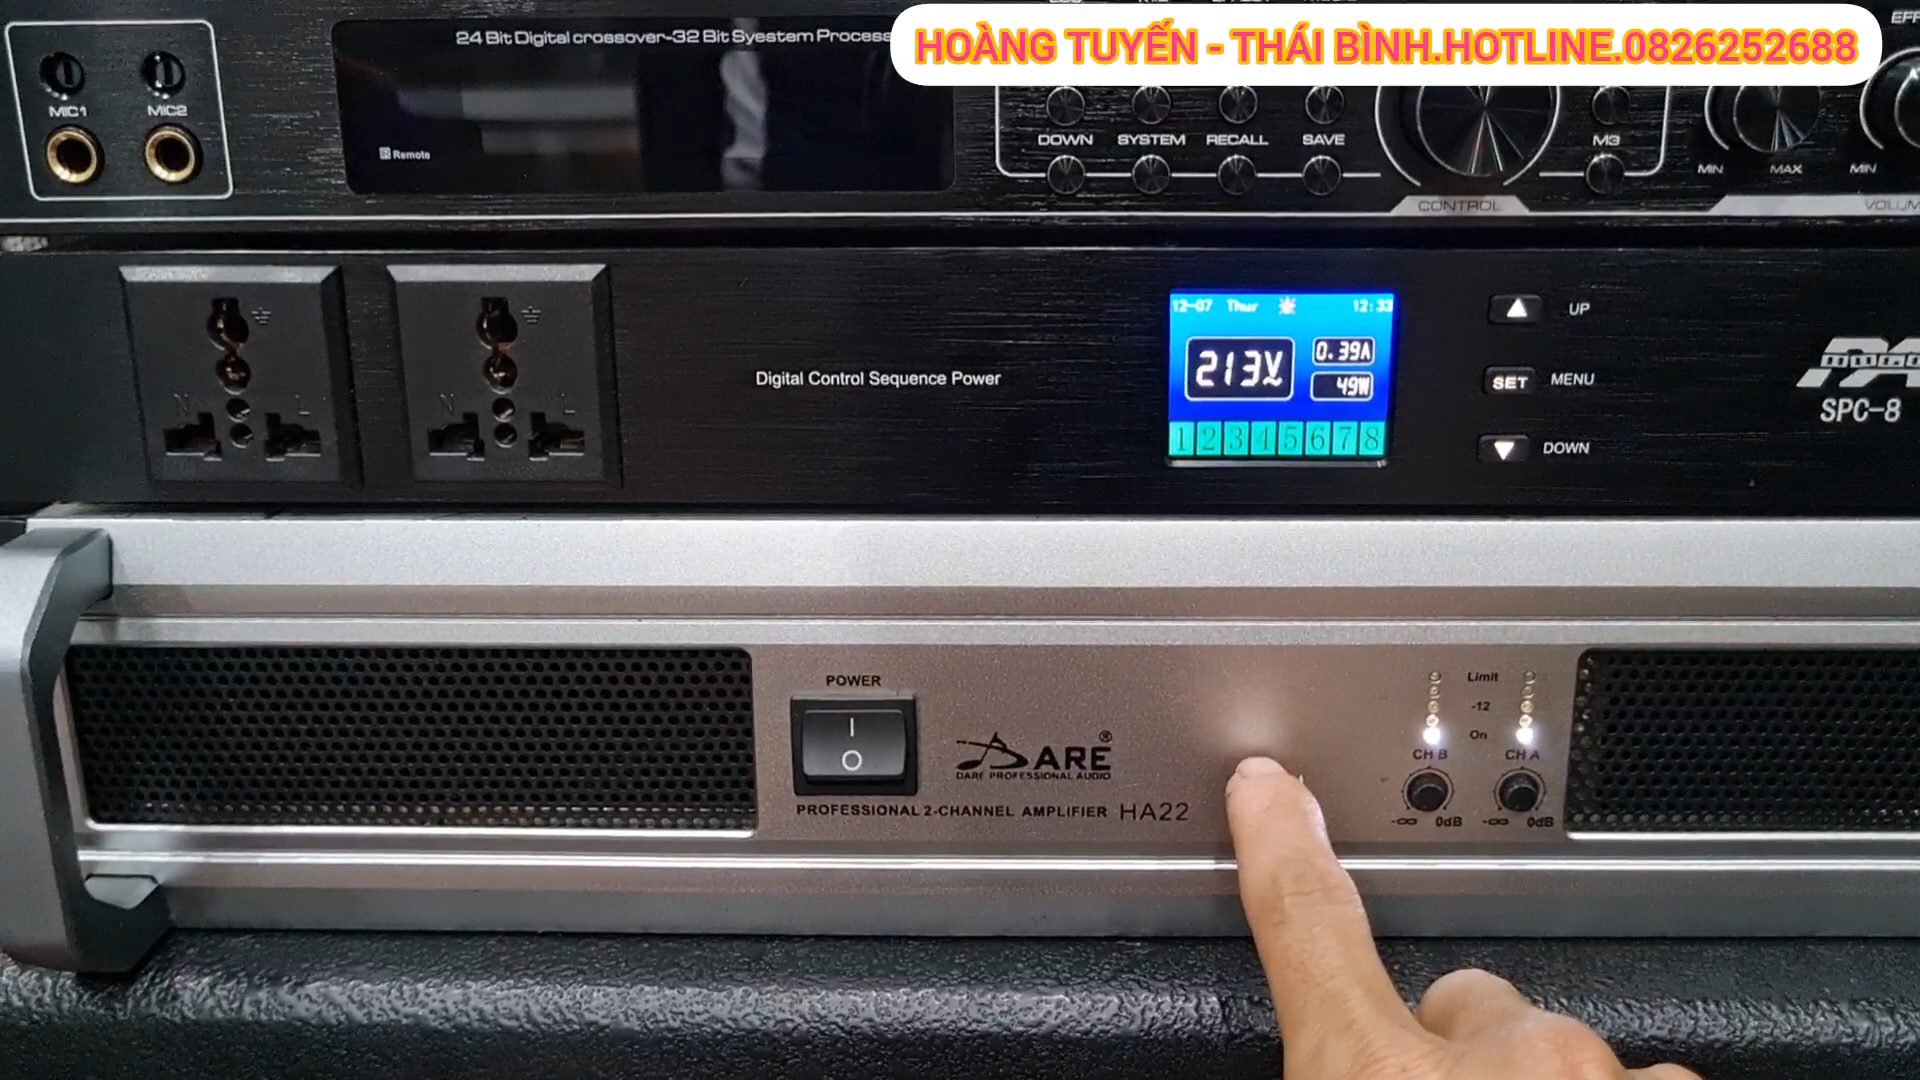 HOÀNG TUYẾN - THÁI BÌNH.HOTLINE.0826252688
24 Bit Digital crossover-32 Bit Syestem Process
MIC1 MIC2
Remote
DOWN SYSTEM RECALL SAVE
M3
MIN MAX MIN
CONTROL
12-07 Thur 12:33
213V
0.39A
49W
1 2 3 4 5 6 7 8
UP
SET MENU
DOWN
Digital Control Sequence Power
N L N L
SPC-8
POWER
DARE®
DARE PROFESSIONAL AUDIO
PROFESSIONAL 2-CHANNEL AMPLIFIER HA22
Limit
-12
On
CH B CH A
-∞ 0dB -∞ 0dB